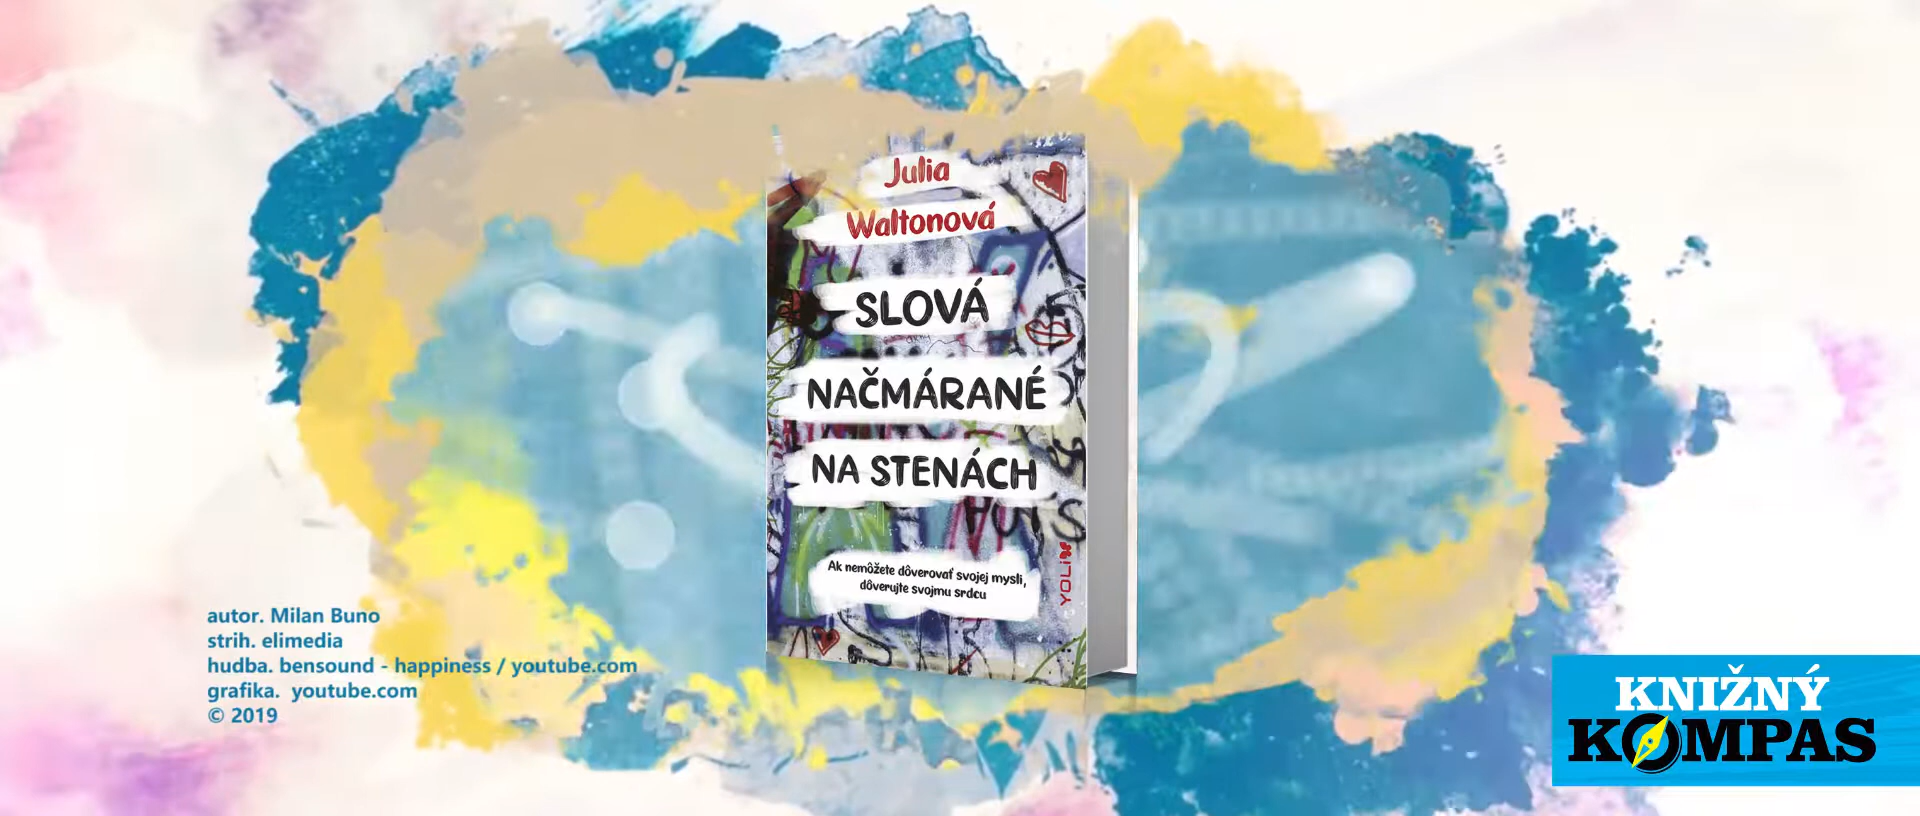 Julia
Waltonová
SLOVÁ
NAČMÁRANÉ
NA STENÁCH
Ak nemôžete dôverovať svojej mysli,
dôverujte svojmu srdcu
YOLi
autor. Milan Buno
strih. elimedia
hudba. bensound - happiness / youtube.com
grafika. youtube.com
© 2019
KNIŽNÝ
KOMPAS